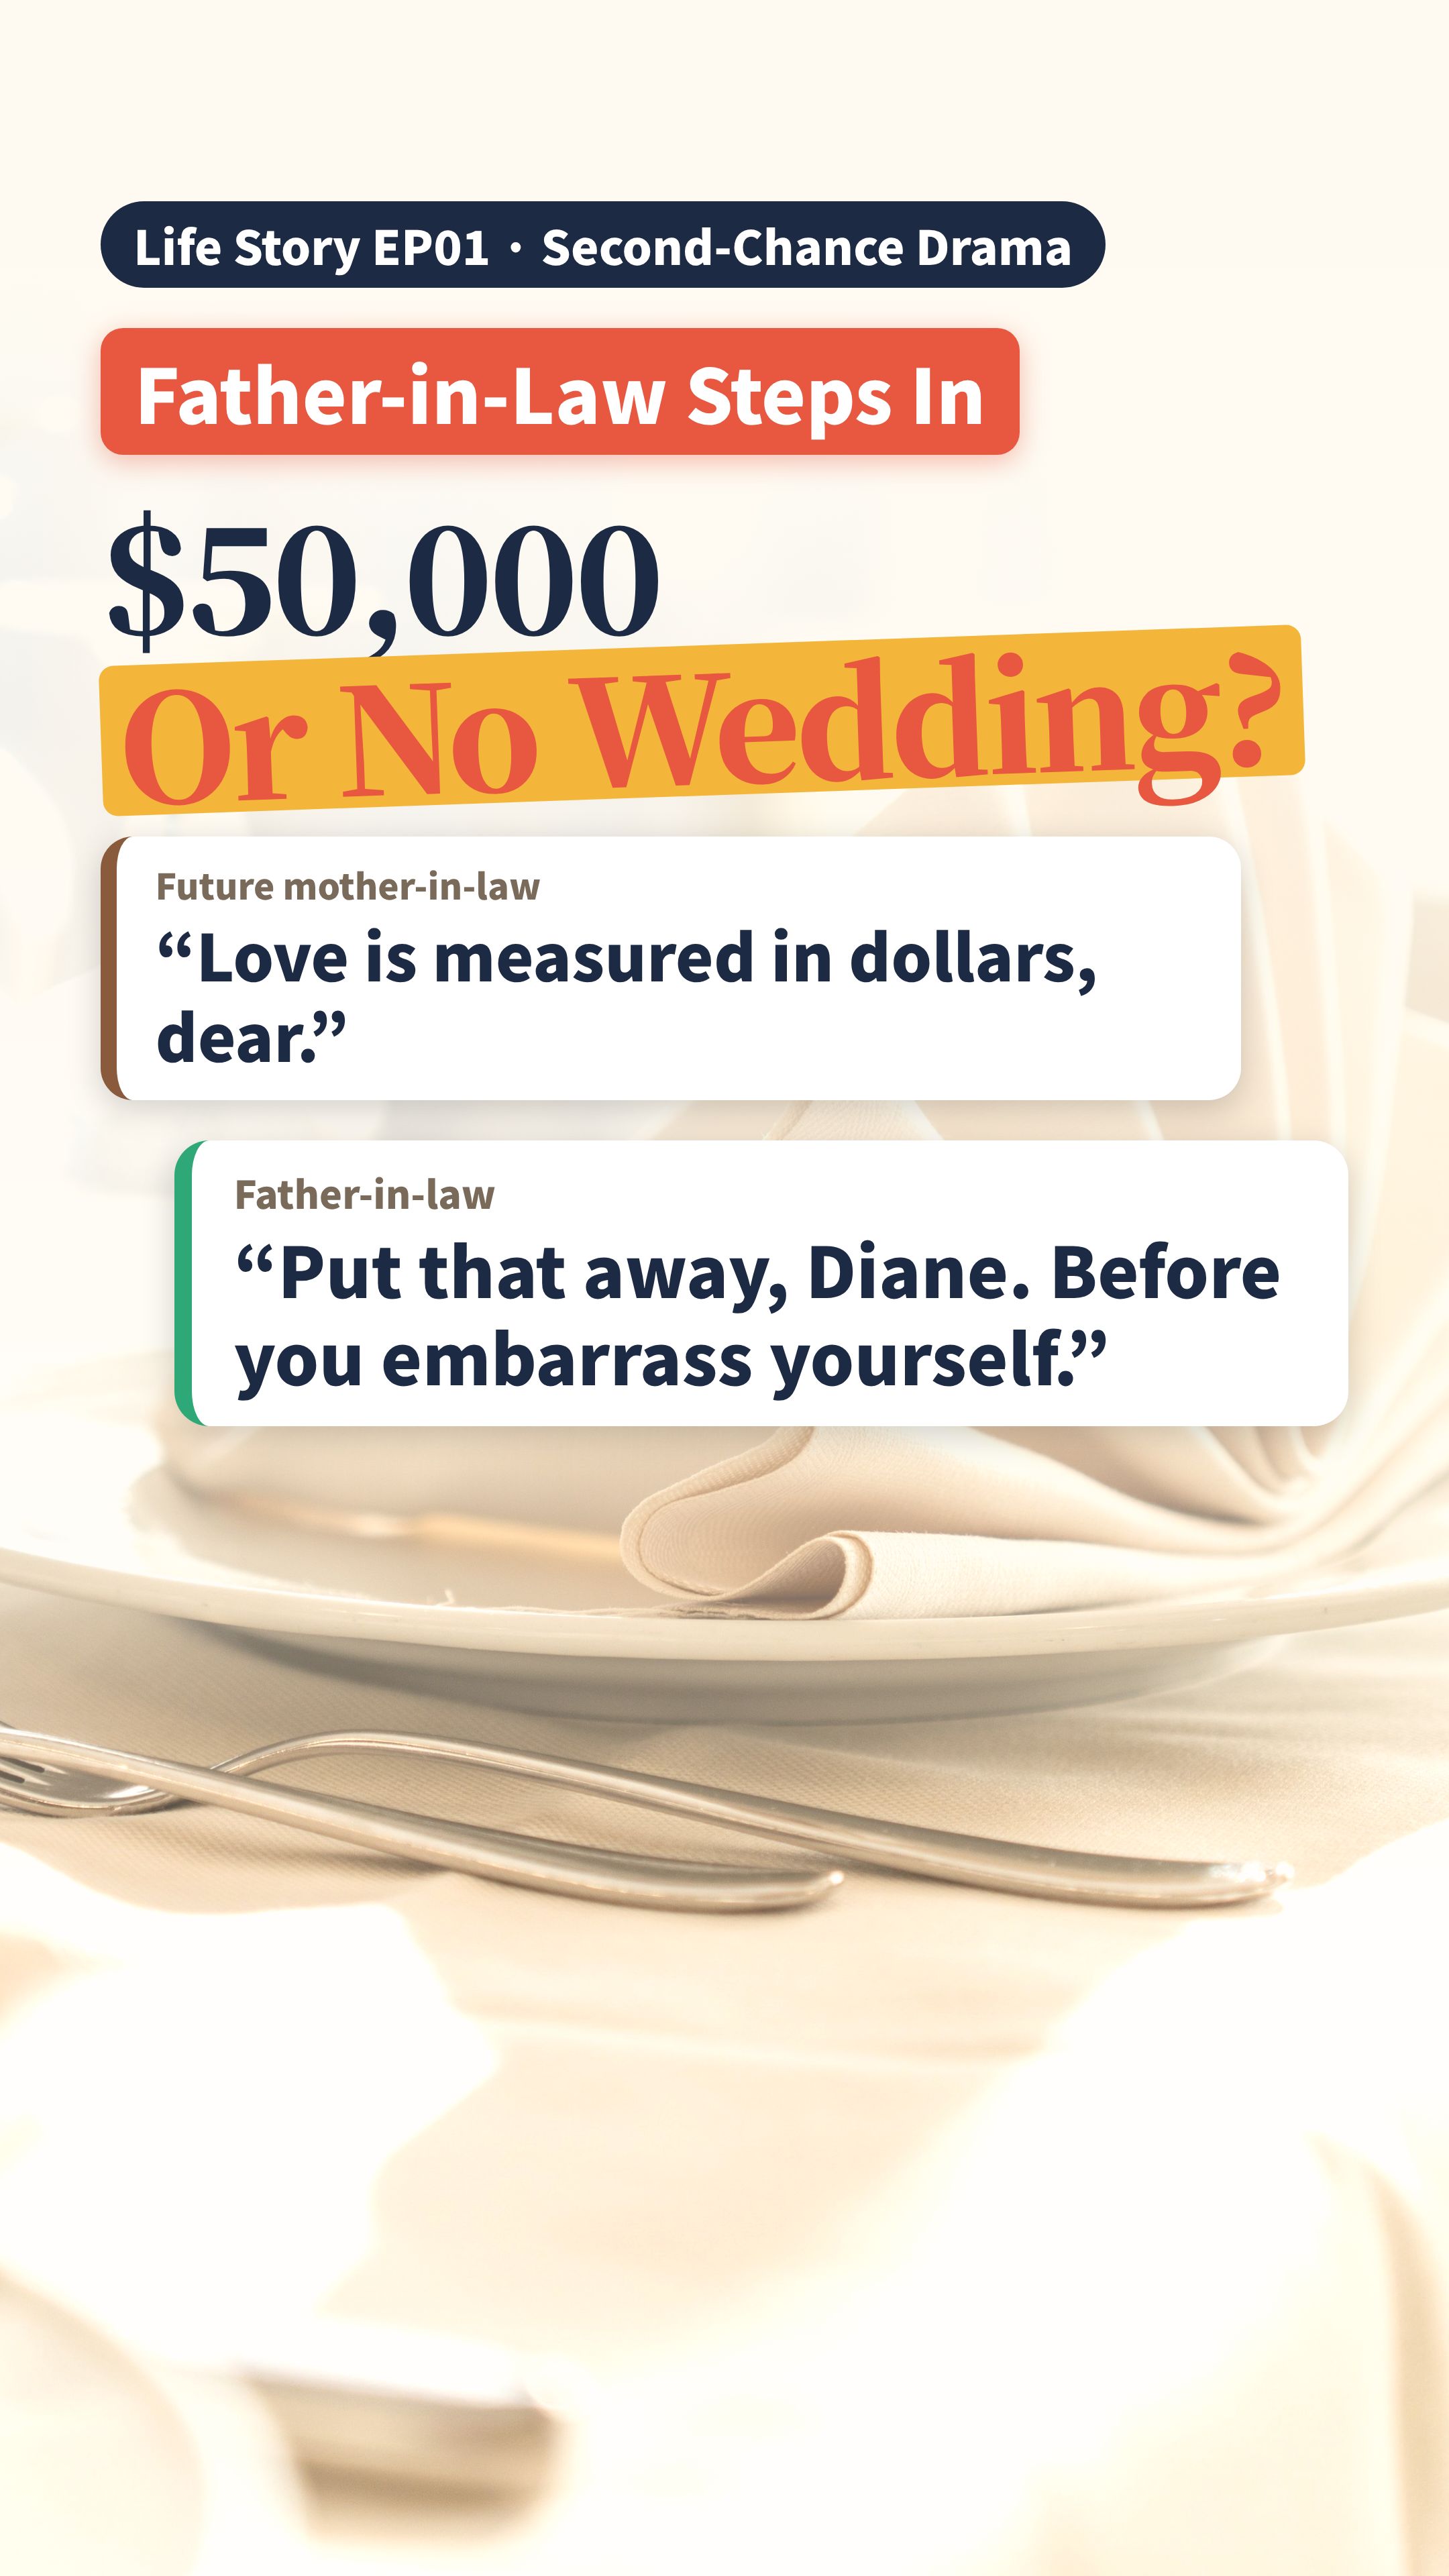 Life Story EP01 · Second-Chance Drama
Father-in-Law Steps In
$50,000
Or No Wedding?
Future mother-in-law
“Love is measured in dollars,
dear.”
Father-in-law
“Put that away, Diane. Before
you embarrass yourself.”